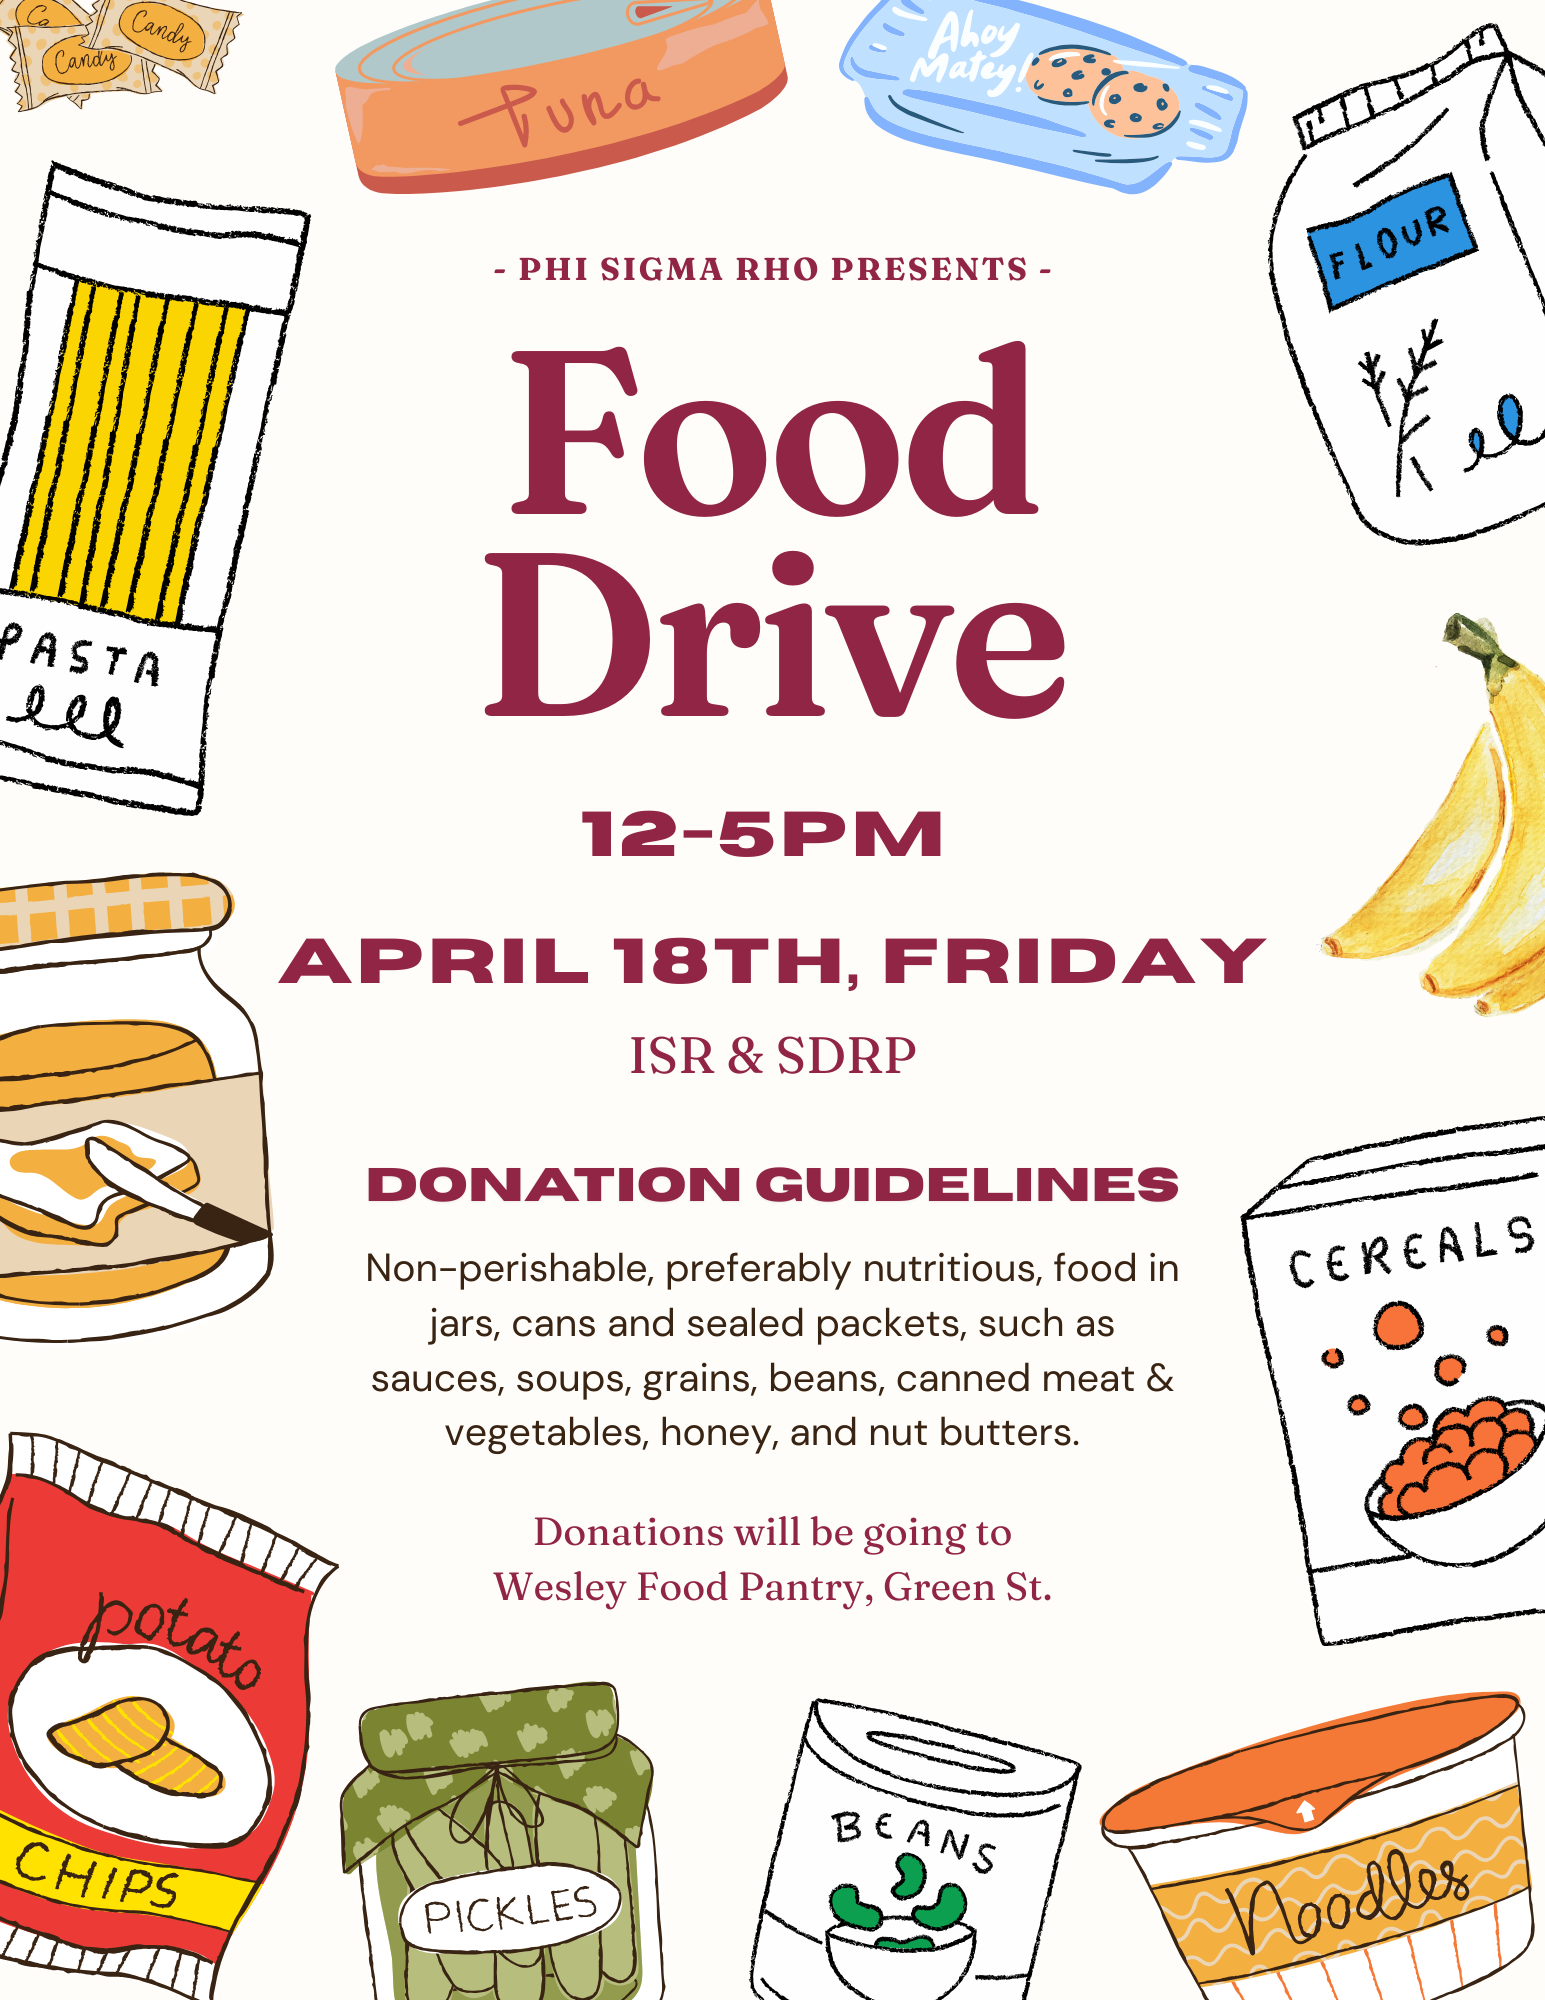 Ca
Candy
Candy
Tuna
Ahoy
Matey!
FLOUR
- PHI SIGMA RHO PRESENTS -
Food
Drive
PASTA
12-5PM
APRIL 18TH, FRIDAY
ISR & SDRP
DONATION GUIDELINES
Non-perishable, preferably nutritious, food in
jars, cans and sealed packets, such as
sauces, soups, grains, beans, canned meat &
vegetables, honey, and nut butters.
CEREALS
Donations will be going to
Wesley Food Pantry, Green St.
potato
CHIPS
PICKLES
BEANS
Noodles